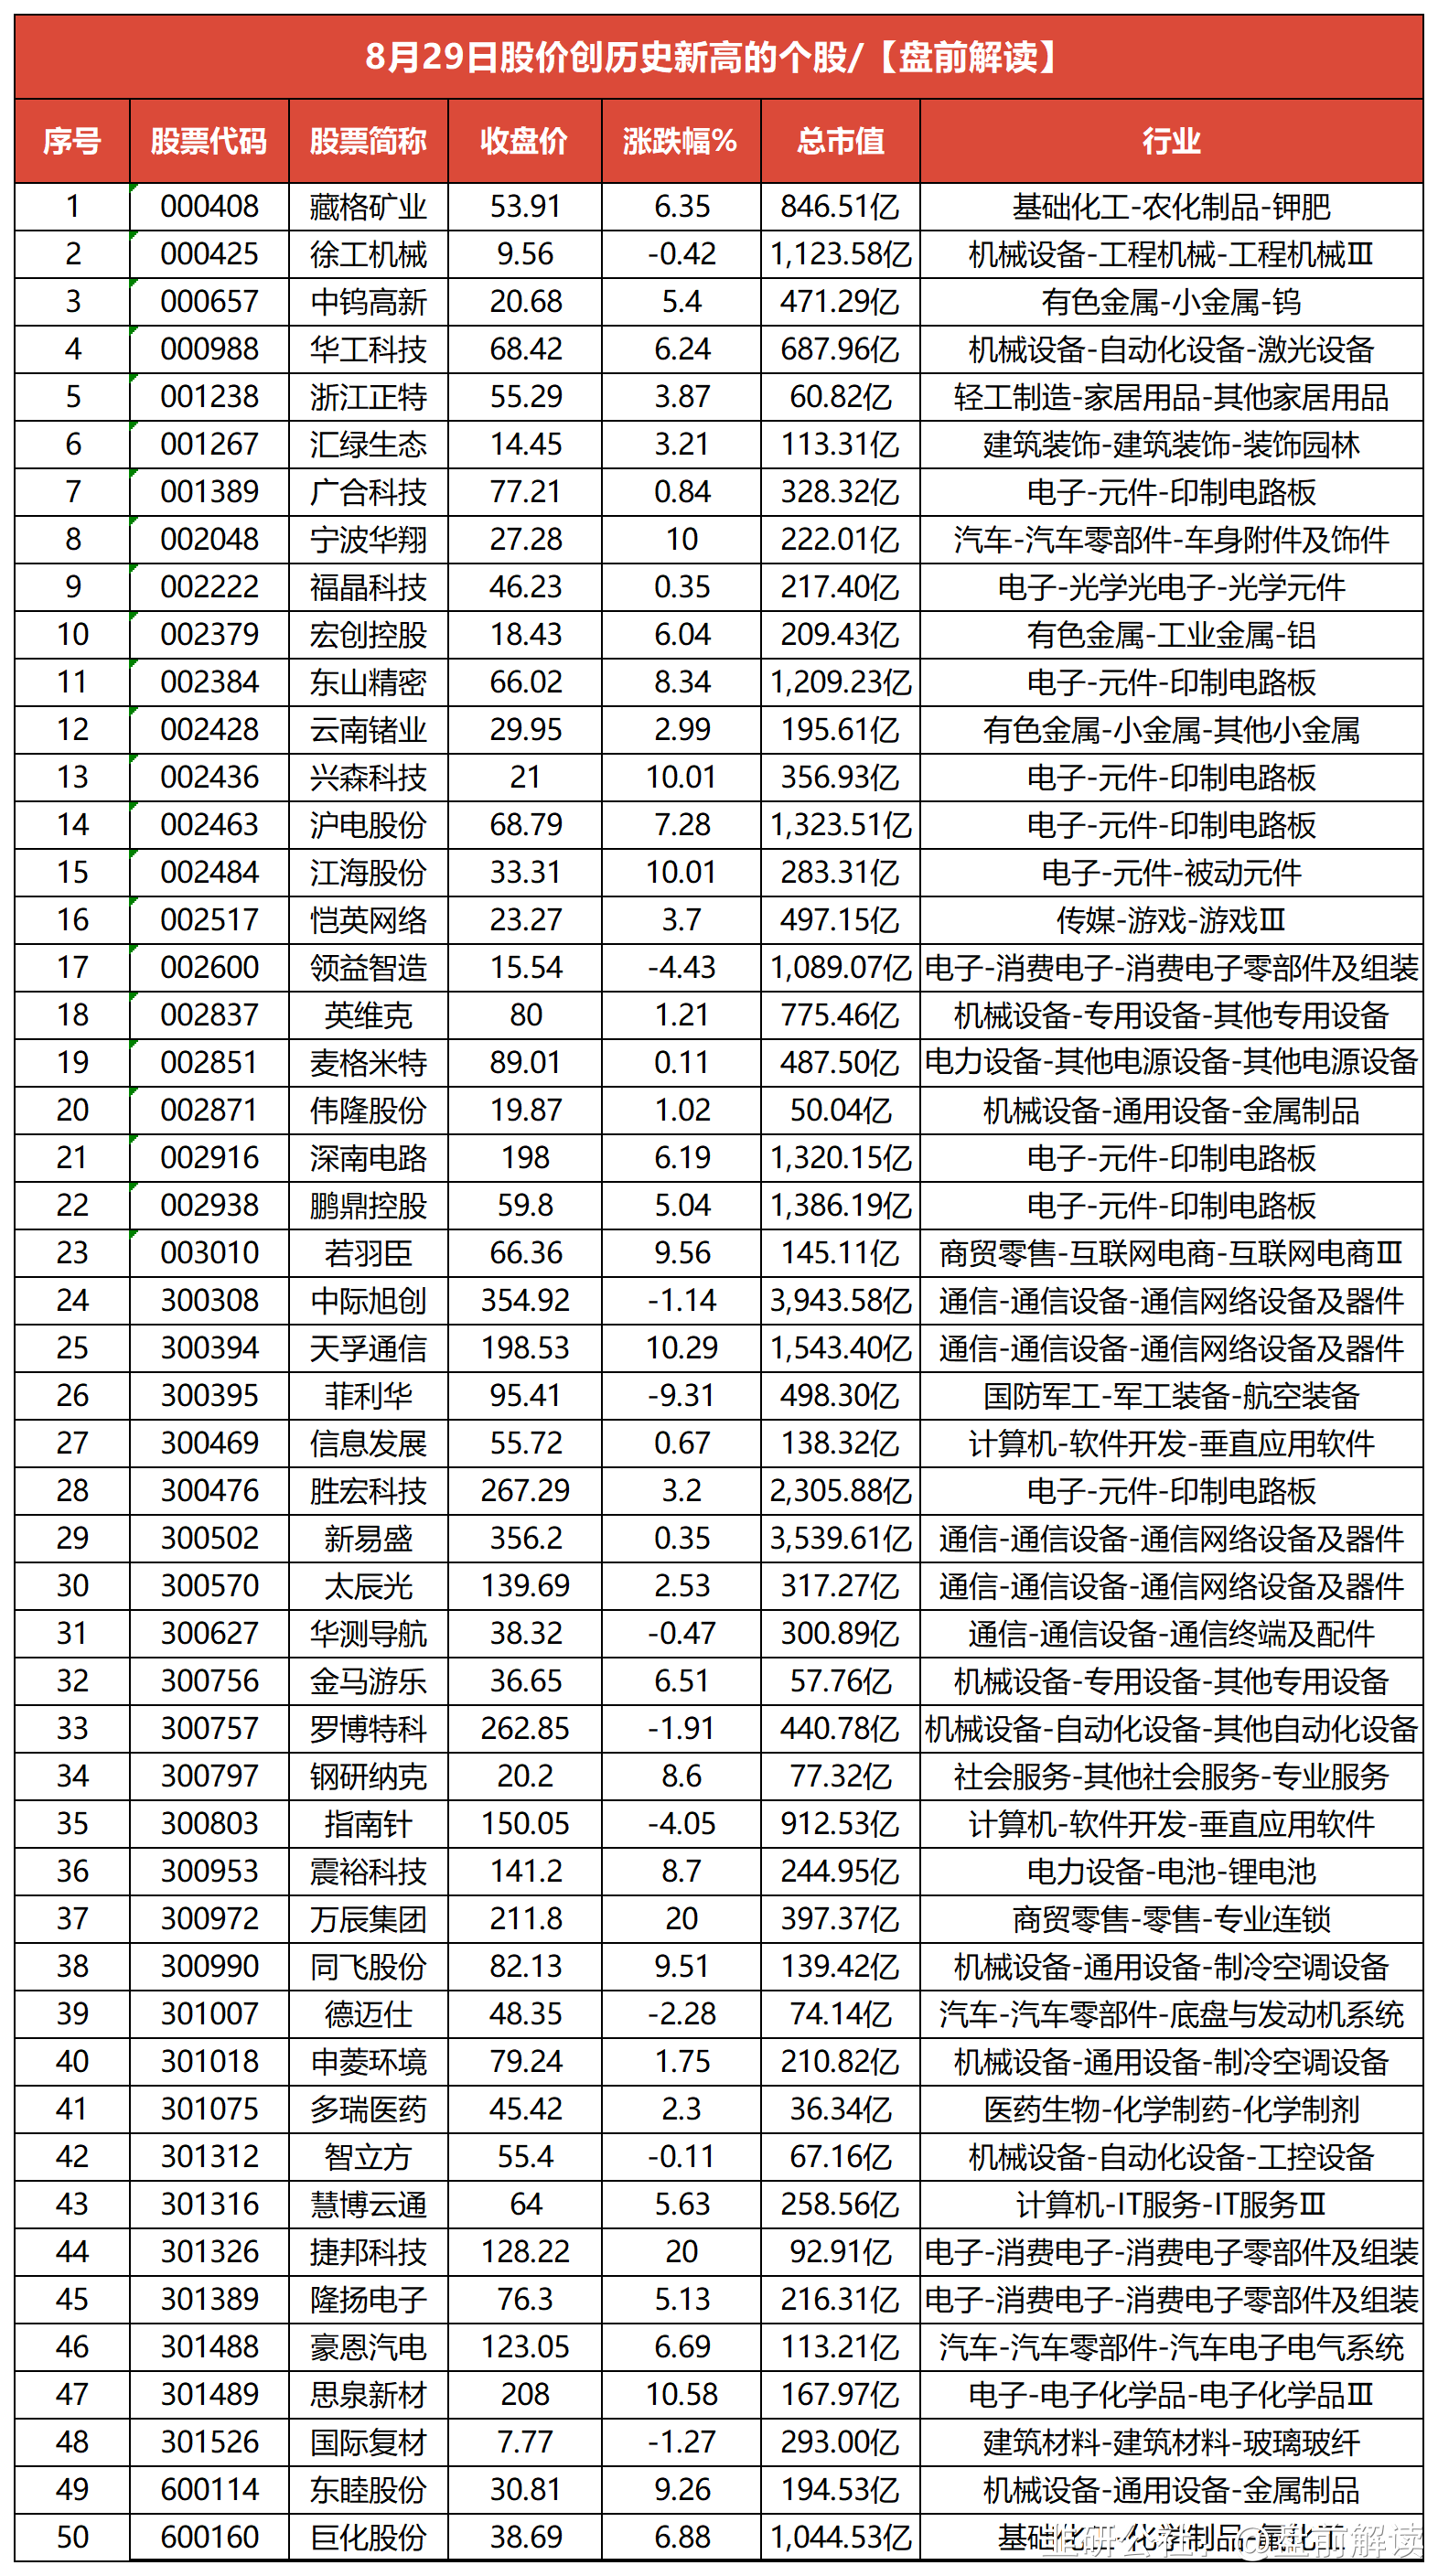 8月29日股价创历史新高的个股/【盘前解读】
序号 股票代码 股票简称 收盘价 涨跌幅% 总市值 行业
1 000408 藏格矿业 53.91 6.35 846.51亿 基础化工-农化制品-钾肥
2 000425 徐工机械 9.56 -0.42 1,123.58亿 机械设备-工程机械-工程机械Ⅲ
3 000657 中钨高新 20.68 5.4 471.29亿 有色金属-小金属-钨
4 000988 华工科技 68.42 6.24 687.96亿 机械设备-自动化设备-激光设备
5 001238 浙江正特 55.29 3.87 60.82亿 轻工制造-家居用品-其他家居用品
6 001267 汇绿生态 14.45 3.21 113.31亿 建筑装饰-建筑装饰-装饰园林
7 001389 广合科技 77.21 0.84 328.32亿 电子-元件-印制电路板
8 002048 宁波华翔 27.28 10 222.01亿 汽车-汽车零部件-车身附件及饰件
9 002222 福晶科技 46.23 0.35 217.40亿 电子-光学光电子-光学元件
10 002379 宏创控股 18.43 6.04 209.43亿 有色金属-工业金属-铝
11 002384 东山精密 66.02 8.34 1,209.23亿 电子-元件-印制电路板
12 002428 云南锗业 29.95 2.99 195.61亿 有色金属-小金属-其他小金属
13 002436 兴森科技 21 10.01 356.93亿 电子-元件-印制电路板
14 002463 沪电股份 68.79 7.28 1,323.51亿 电子-元件-印制电路板
15 002484 江海股份 33.31 10.01 283.31亿 电子-元件-被动元件
16 002517 恺英网络 23.27 3.7 497.15亿 传媒-游戏-游戏Ⅲ
17 002600 领益智造 15.54 -4.43 1,089.07亿 电子-消费电子-消费电子零部件及组装
18 002837 英维克 80 1.21 775.46亿 机械设备-专用设备-其他专用设备
19 002851 麦格米特 89.01 0.11 487.50亿 电力设备-其他电源设备-其他电源设备
20 002871 伟隆股份 19.87 1.02 50.04亿 机械设备-通用设备-金属制品
21 002916 深南电路 198 6.19 1,320.15亿 电子-元件-印制电路板
22 002938 鹏鼎控股 59.8 5.04 1,386.19亿 电子-元件-印制电路板
23 003010 若羽臣 66.36 9.56 145.11亿 商贸零售-互联网电商-互联网电商Ⅲ
24 300308 中际旭创 354.92 -1.14 3,943.58亿 通信-通信设备-通信网络设备及器件
25 300394 天孚通信 198.53 10.29 1,543.40亿 通信-通信设备-通信网络设备及器件
26 300395 菲利华 95.41 -9.31 498.30亿 国防军工-军工装备-航空装备
27 300469 信息发展 55.72 0.67 138.32亿 计算机-软件开发-垂直应用软件
28 300476 胜宏科技 267.29 3.2 2,305.88亿 电子-元件-印制电路板
29 300502 新易盛 356.2 0.35 3,539.61亿 通信-通信设备-通信网络设备及器件
30 300570 太辰光 139.69 2.53 317.27亿 通信-通信设备-通信网络设备及器件
31 300627 华测导航 38.32 -0.47 300.89亿 通信-通信设备-通信终端及配件
32 300756 金马游乐 36.65 6.51 57.76亿 机械设备-专用设备-其他专用设备
33 300757 罗博特科 262.85 -1.91 440.78亿 机械设备-自动化设备-其他自动化设备
34 300797 钢研纳克 20.2 8.6 77.32亿 社会服务-其他社会服务-专业服务
35 300803 指南针 150.05 -4.05 912.53亿 计算机-软件开发-垂直应用软件
36 300953 震裕科技 141.2 8.7 244.95亿 电力设备-电池-锂电池
37 300972 万辰集团 211.8 20 397.37亿 商贸零售-零售-专业连锁
38 300990 同飞股份 82.13 9.51 139.42亿 机械设备-通用设备-制冷空调设备
39 301007 德迈仕 48.35 -2.28 74.14亿 汽车-汽车零部件-底盘与发动机系统
40 301018 申菱环境 79.24 1.75 210.82亿 机械设备-通用设备-制冷空调设备
41 301075 多瑞医药 45.42 2.3 36.34亿 医药生物-化学制药-化学制剂
42 301312 智立方 55.4 -0.11 67.16亿 机械设备-自动化设备-工控设备
43 301316 慧博云通 64 5.63 258.56亿 计算机-IT服务-IT服务Ⅲ
44 301326 捷邦科技 128.22 20 92.91亿 电子-消费电子-消费电子零部件及组装
45 301389 隆扬电子 76.3 5.13 216.31亿 电子-消费电子-消费电子零部件及组装
46 301488 豪恩汽电 123.05 6.69 113.21亿 汽车-汽车零部件-汽车电子电气系统
47 301489 思泉新材 208 10.58 167.97亿 电子-电子化学品-电子化学品Ⅲ
48 301526 国际复材 7.77 -1.27 293.00亿 建筑材料-建筑材料-玻璃玻纤
49 600114 东睦股份 30.81 9.26 194.53亿 机械设备-通用设备-金属制品
50 600160 巨化股份 38.69 6.88 1,044.53亿 基础化工-化学制品-氟化工
韭研公社 @盘前解读